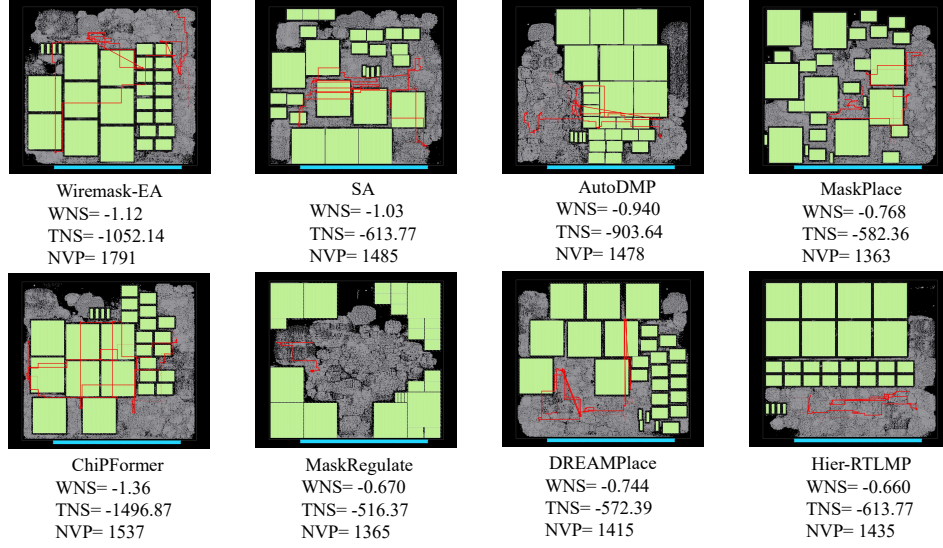 Wiremask-EA
WNS= -1.12
TNS= -1052.14
NVP= 1791
SA
WNS= -1.03
TNS= -613.77
NVP= 1485
AutoDMP
WNS= -0.940
TNS= -903.64
NVP= 1478
MaskPlace
WNS= -0.768
TNS= -582.36
NVP= 1363
ChiPFormer
WNS= -1.36
TNS= -1496.87
NVP= 1537
MaskRegulate
WNS= -0.670
TNS= -516.37
NVP= 1365
DREAMPlace
WNS= -0.744
TNS= -572.39
NVP= 1415
Hier-RTLMP
WNS= -0.660
TNS= -613.77
NVP= 1435